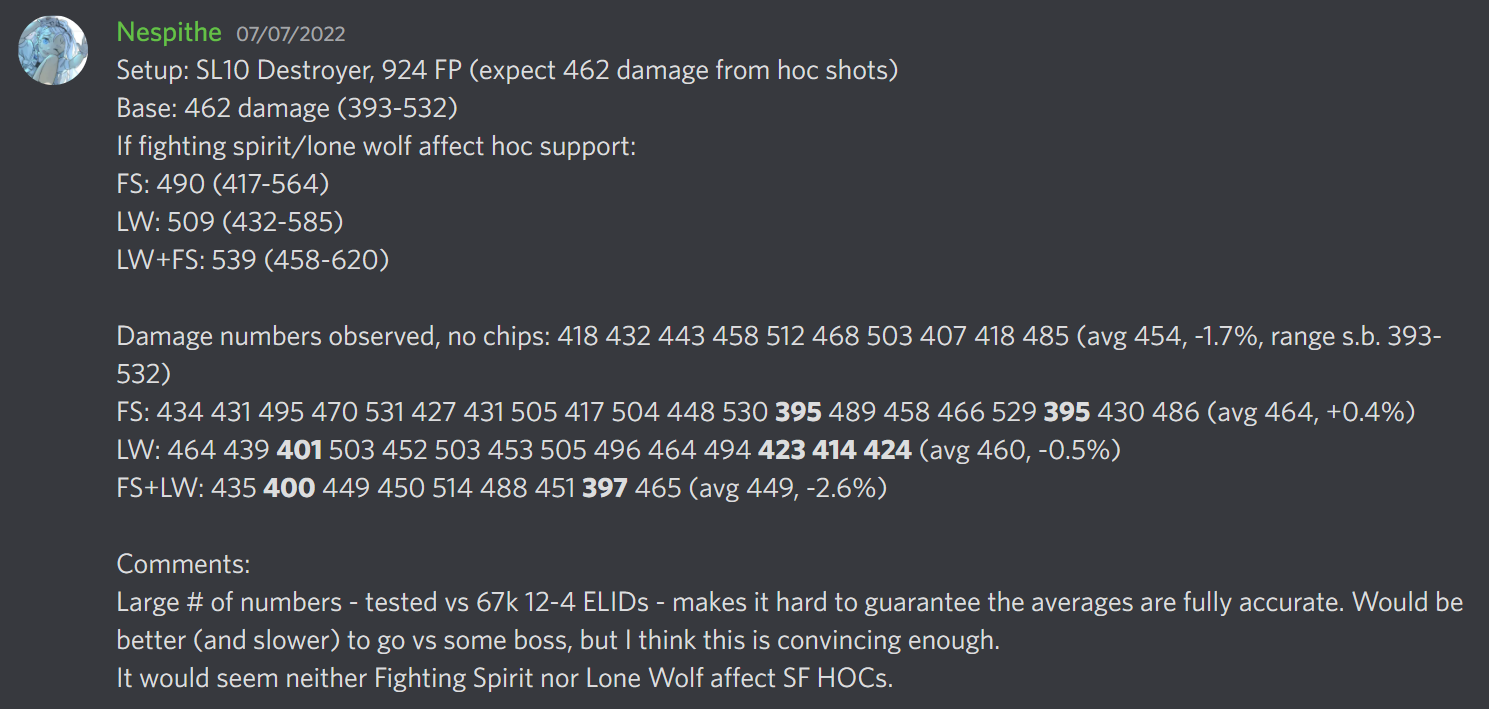 Nespithe 07/07/2022
Setup: SL10 Destroyer, 924 FP (expect 462 damage from hoc shots)
Base: 462 damage (393-532)
If fighting spirit/lone wolf affect hoc support:
FS: 490 (417-564)
LW: 509 (432-585)
LW+FS: 539 (458-620)
Damage numbers observed, no chips: 418 432 443 458 512 468 503 407 418 485 (avg 454, -1.7%, range s.b. 393-
532)
FS: 434 431 495 470 531 427 431 505 417 504 448 530 395 489 458 466 529 395 430 486 (avg 464, +0.4%)
LW: 464 439 401 503 452 503 453 505 496 464 494 423 414 424 (avg 460, -0.5%)
FS+LW: 435 400 449 450 514 488 451 397 465 (avg 449, -2.6%)
Comments:
Large # of numbers - tested vs 67k 12-4 ELIDs - makes it hard to guarantee the averages are fully accurate. Would be
better (and slower) to go vs some boss, but I think this is convincing enough.
It would seem neither Fighting Spirit nor Lone Wolf affect SF HOCs.